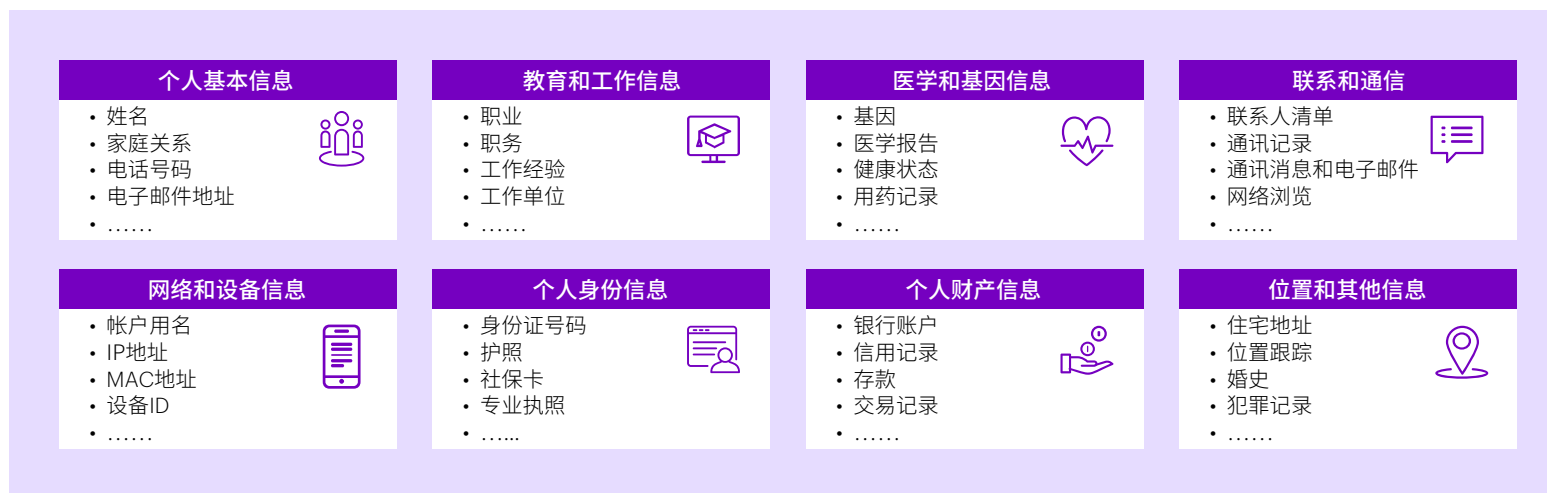 个人基本信息
• 姓名
• 家庭关系
• 电话号码
• 电子邮件地址
• ……
教育和工作信息
• 职业
• 职务
• 工作经验
• 工作单位
• ……
医学和基因信息
• 基因
• 医学报告
• 健康状态
• 用药记录
• ……
联系和通信
• 联系人清单
• 通讯记录
• 通讯消息和电子邮件
• 网络浏览
• ……
网络和设备信息
• 帐户用名
• IP地址
• MAC地址
• 设备ID
• ……
个人身份信息
• 身份证号码
• 护照
• 社保卡
• 专业执照
• …...
个人财产信息
• 银行账户
• 信用记录
• 存款
• 交易记录
• ……
位置和其他信息
• 住宅地址
• 位置跟踪
• 婚史
• 犯罪记录
• ……